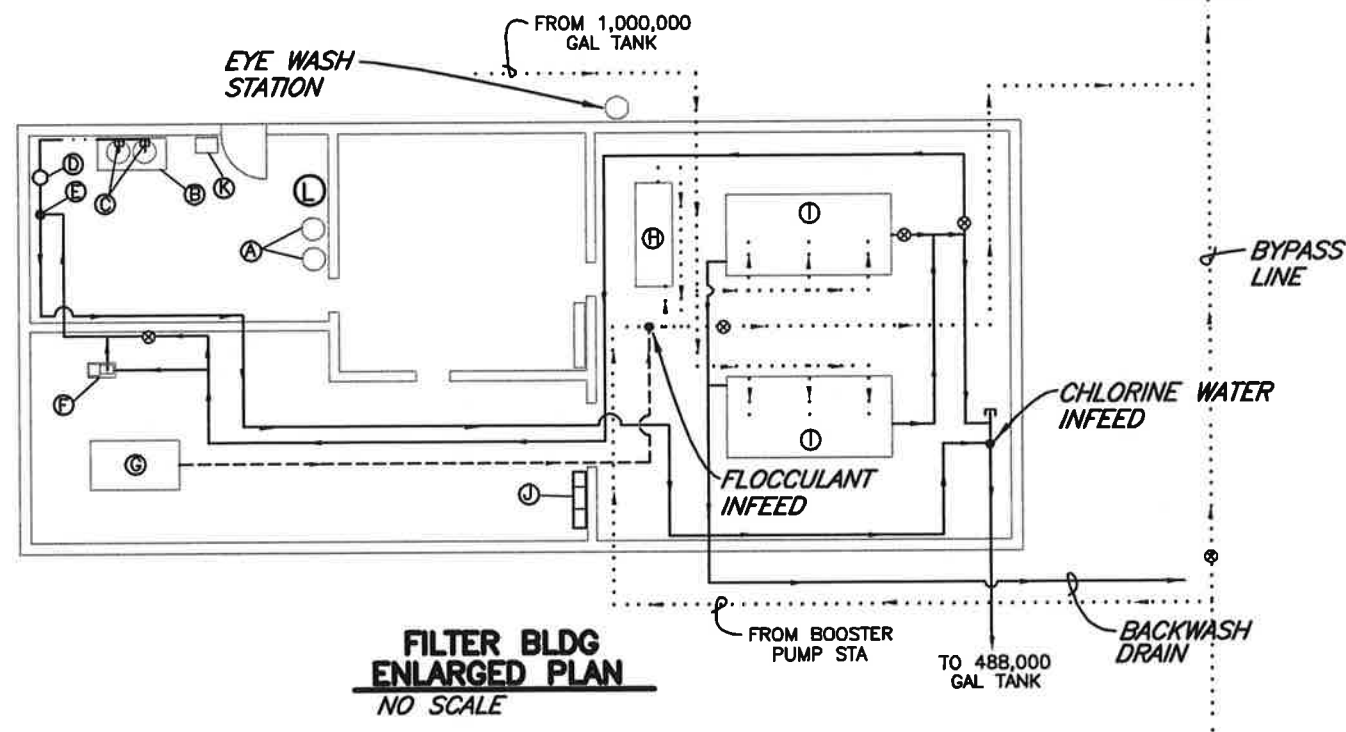 FROM 1,000,000
GAL TANK
EYE WASH
STATION
D
E
C
B
K
L
A
H
I
BYPASS
LINE
F
I
CHLORINE WATER
INFEED
G
J
FLOCCULANT
INFEED
FROM BOOSTER
PUMP STA
BACKWASH
DRAIN
TO 488,000
GAL TANK
FILTER BLDG
ENLARGED PLAN
NO SCALE